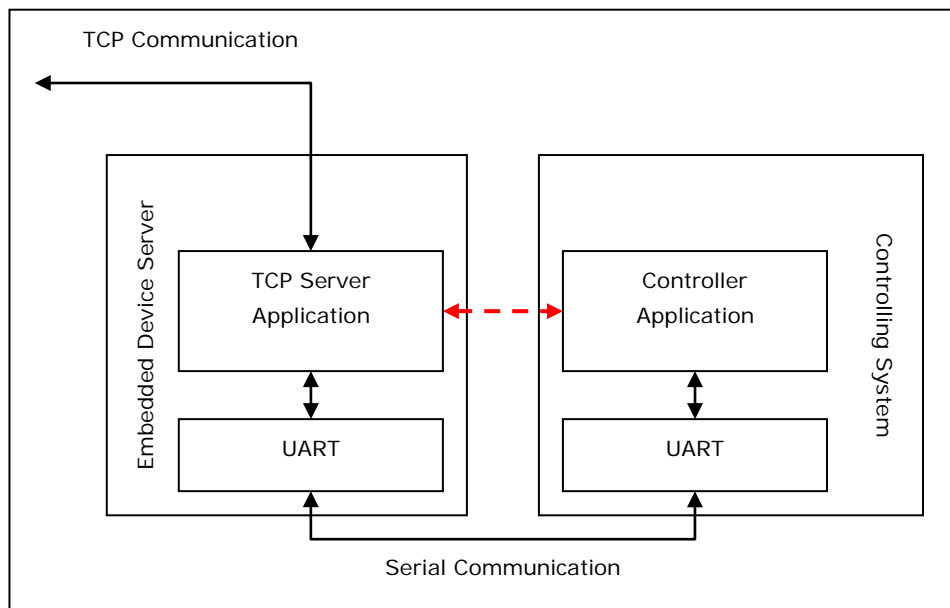 TCP Communication
Embedded Device Server
TCP Server
Application
UART
Controller
Application
UART
Controlling System
Serial Communication